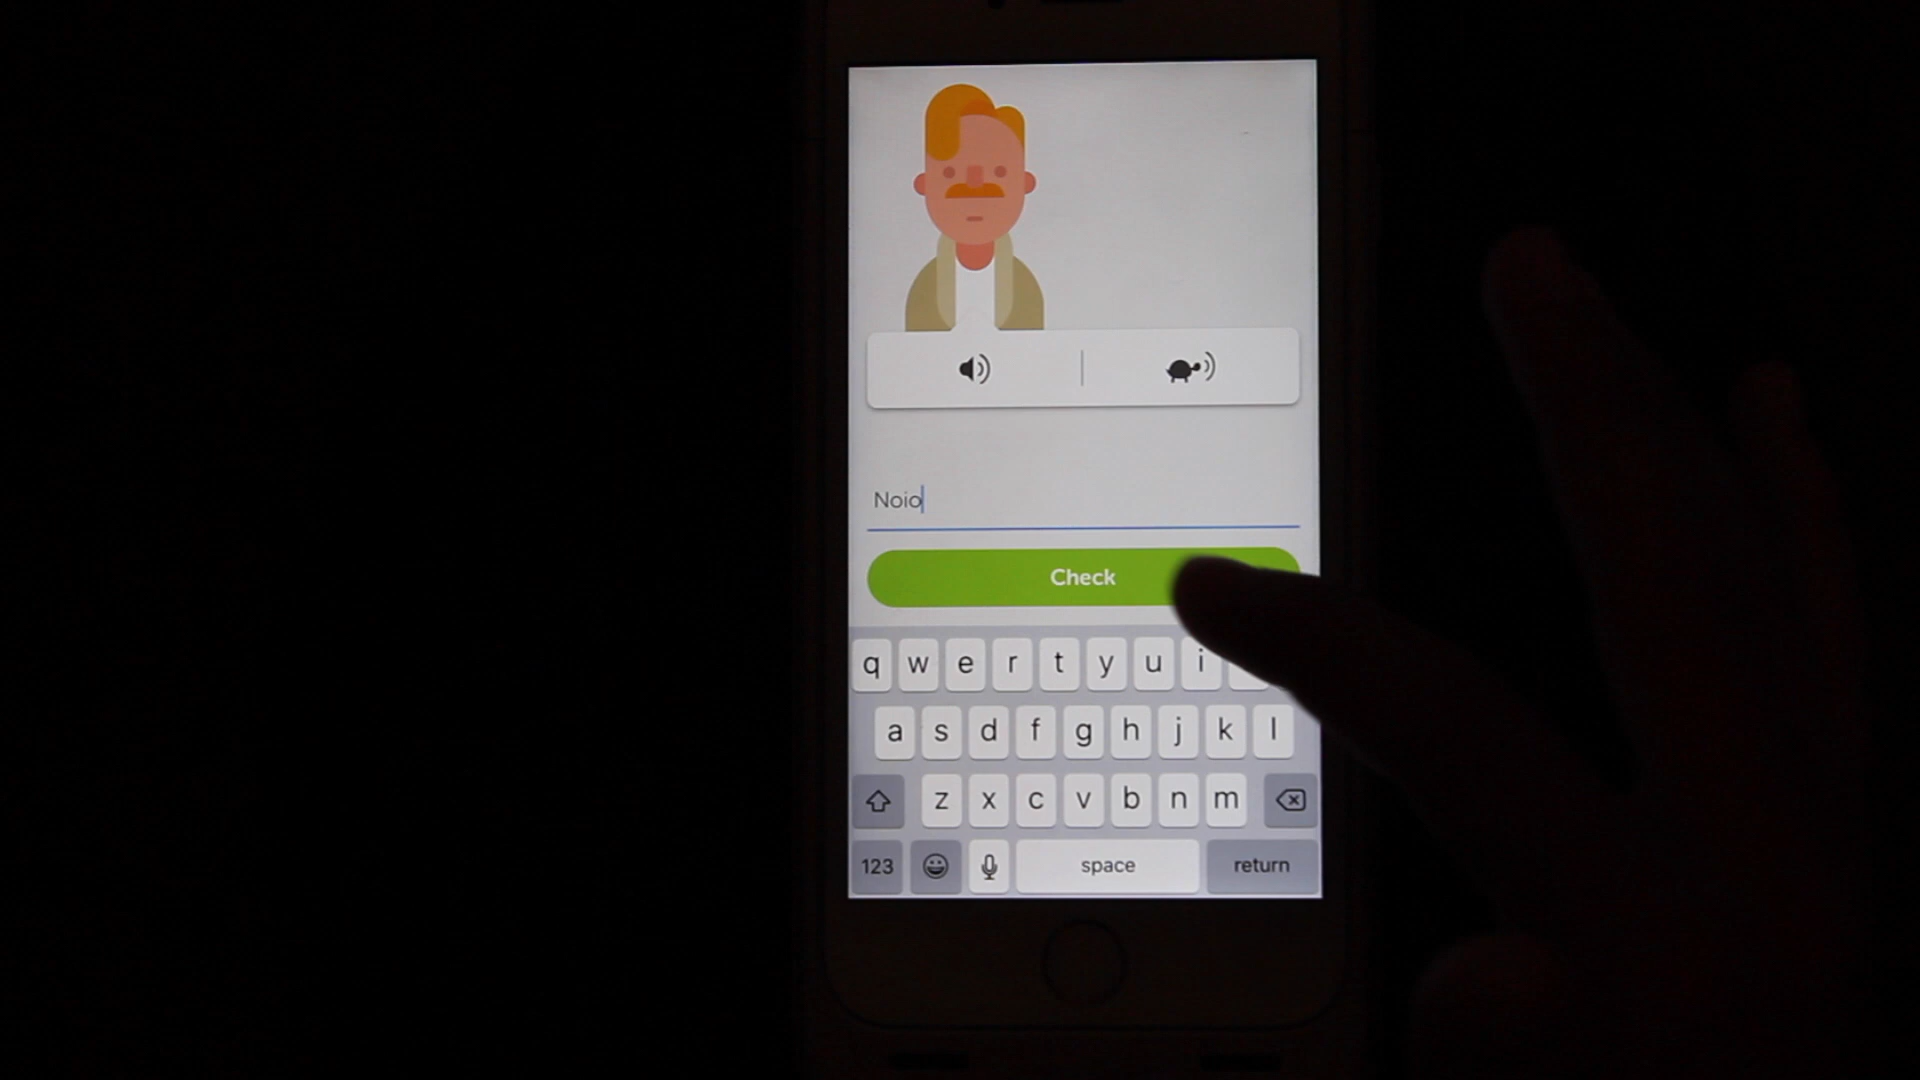 Noio
Check
q w e r t y u i
a s d f g h j k l
z x c v b n m
123 space return